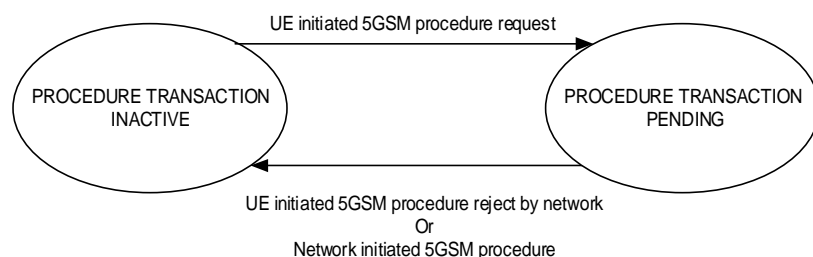 UE initiated 5GSM procedure request
PROCEDURE TRANSACTION
INACTIVE
PROCEDURE TRANSACTION
PENDING
UE initiated 5GSM procedure reject by network
Or
Network initiated 5GSM procedure